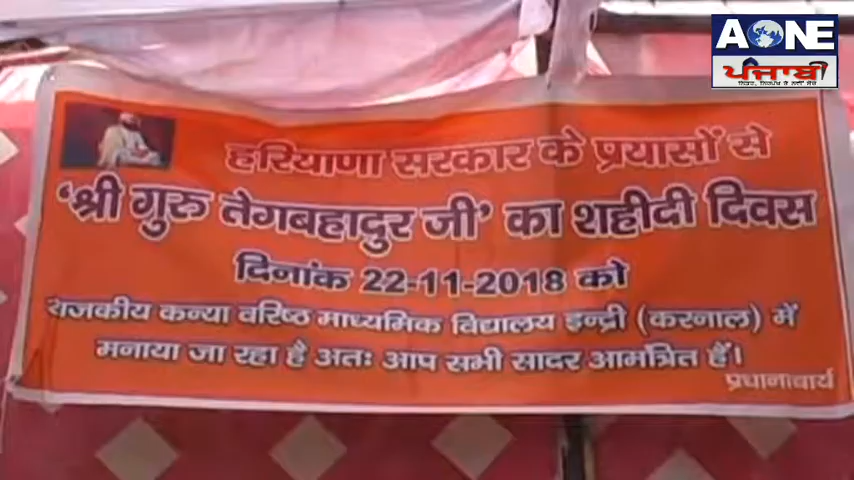 A ONE
ਪੰਜਾਬੀ
हरियाणा सरकार के प्रयासों से
'श्री गुरु तेगबहादुर जी' का शहीदी दिवस
दिनांक 22-11-2018 को
राजकीय कन्या वरिष्ठ माध्यमिक विद्यालय इन्द्री (करनाल) में
मनाया जा रहा है अतः आप सभी सादर आमंत्रित हैं।
प्रधानाचार्य